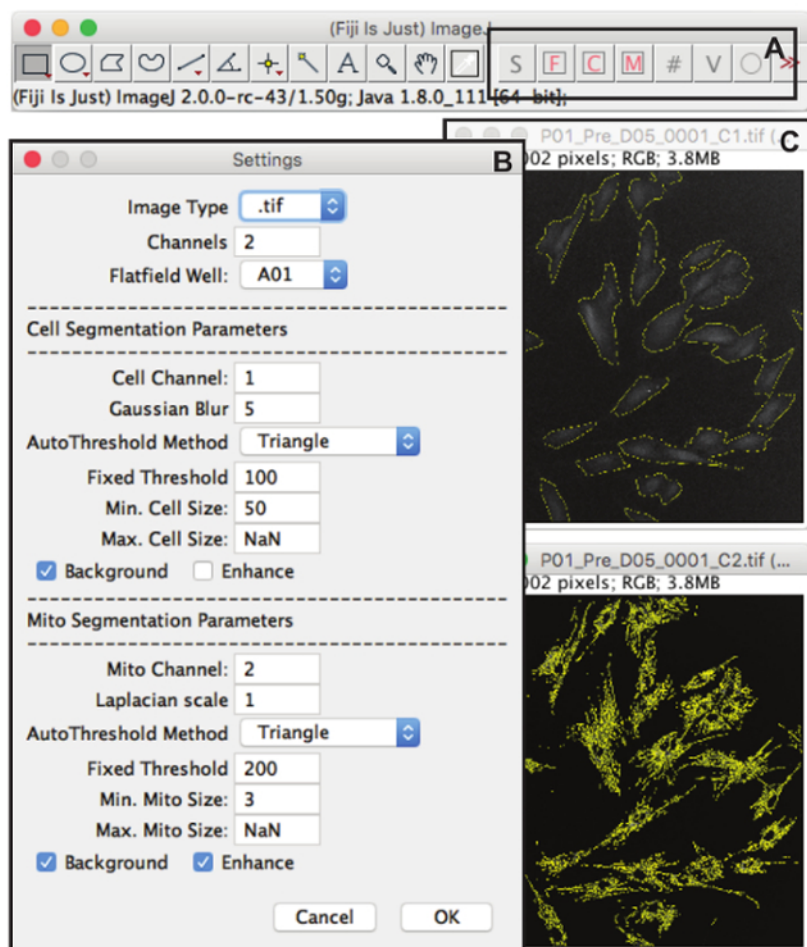 (Fiji Is Just) ImageJ
A
S F C M # V
(Fiji Is Just) ImageJ 2.0.0-rc-43/1.50g; Java 1.8.0_111 [64-bit];
B
Settings
Image Type .tif
Channels 2
Flatfield Well: A01
Cell Segmentation Parameters
Cell Channel: 1
Gaussian Blur 5
AutoThreshold Method Triangle
Fixed Threshold 100
Min. Cell Size: 50
Max. Cell Size: NaN
Background Enhance
Mito Segmentation Parameters
Mito Channel: 2
Laplacian scale 1
AutoThreshold Method Triangle
Fixed Threshold 200
Min. Mito Size: 3
Max. Mito Size: NaN
Background Enhance
Cancel OK
C
P01_Pre_D05_0001_C1.tif (...
002 pixels; RGB; 3.8MB
P01_Pre_D05_0001_C2.tif (...
002 pixels; RGB; 3.8MB